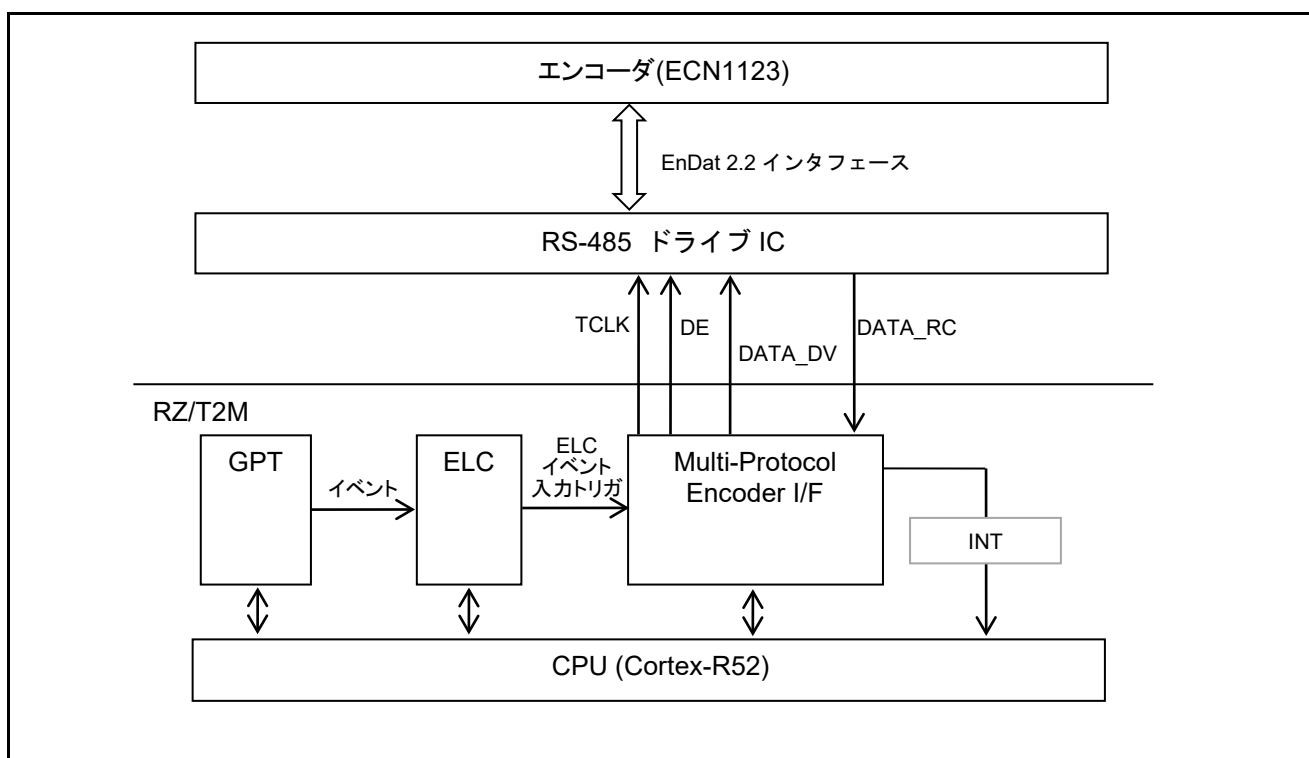 エンコーダ(ECN1123)
EnDat 2.2 インタフェース
RS-485 ドライブ IC
TCLK
DE
DATA_DV
DATA_RC
RZ/T2M
GPT
イベント
ELC
ELC
イベント
入力トリガ
Multi-Protocol
Encoder I/F
INT
CPU (Cortex-R52)